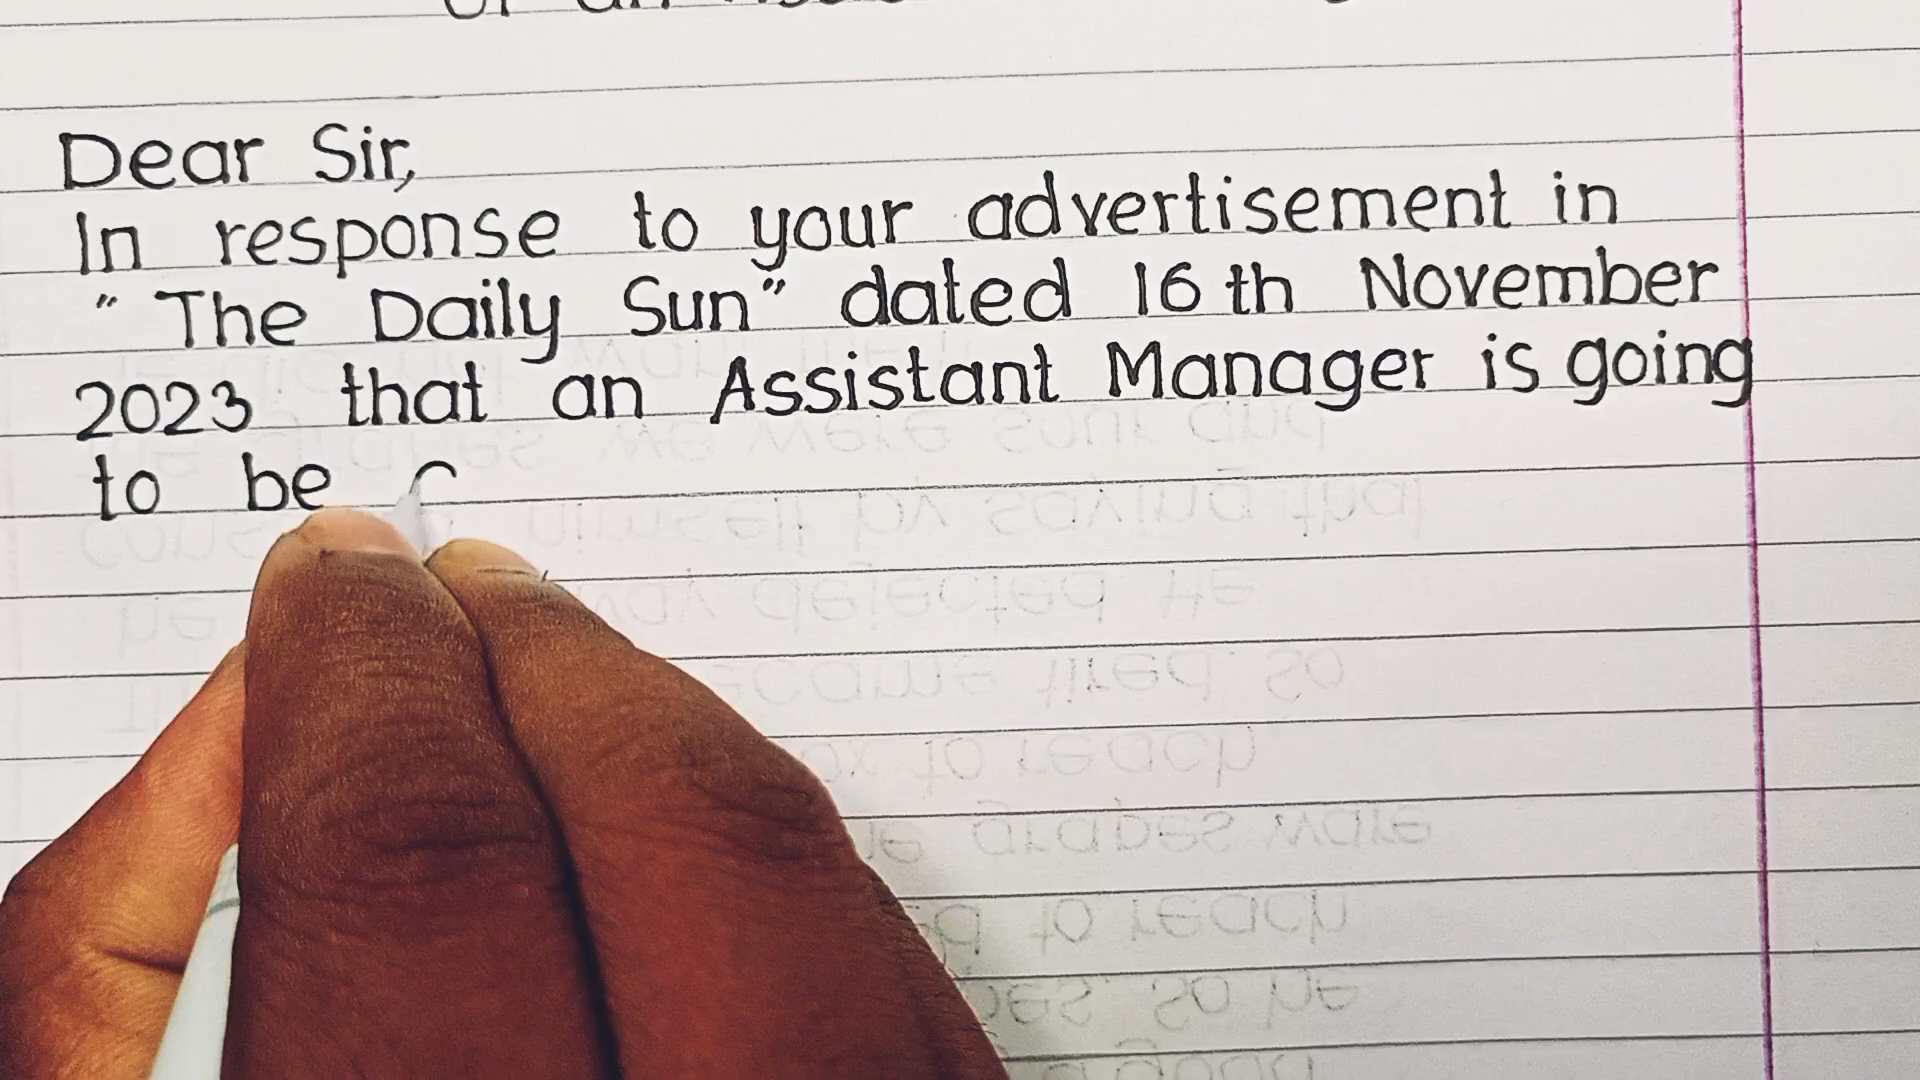 Dear Sir,
In response to your advertisement in
"The Daily Sun" dated 16th November
2023 that an Assistant Manager is going
to be